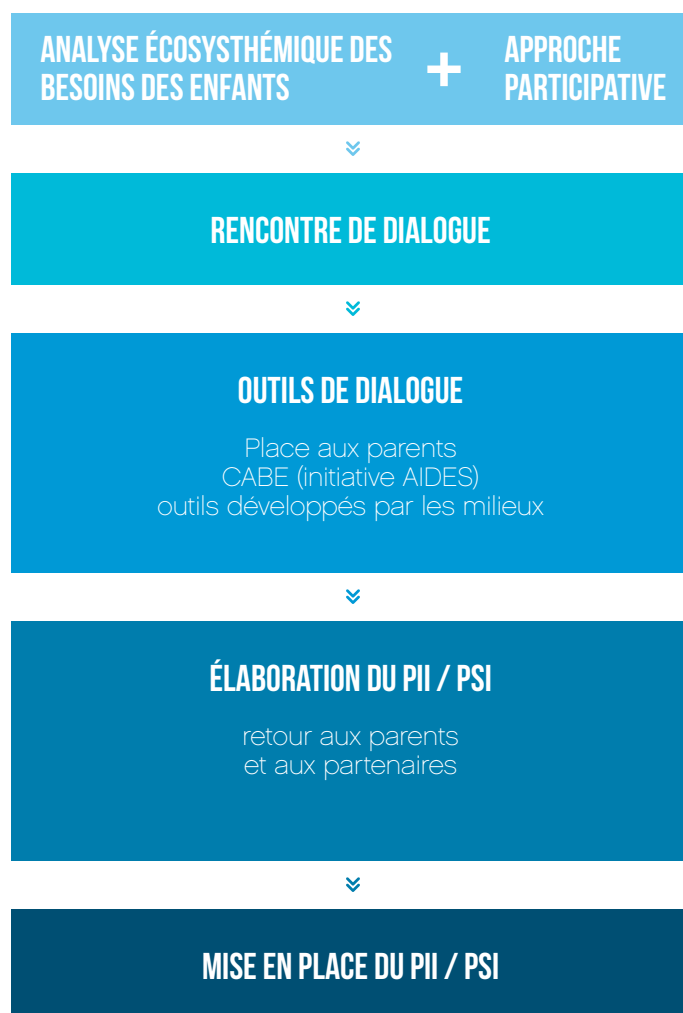 ANALYSE ÉCOSYSTHÉMIQUE DES
BESOINS DES ENFANTS
+
APPROCHE
PARTICIPATIVE
RENCONTRE DE DIALOGUE
OUTILS DE DIALOGUE
Place aux parents
CABE (initiative AIDES)
outils développés par les milieux
ÉLABORATION DU PII / PSI
retour aux parents
et aux partenaires
MISE EN PLACE DU PII / PSI